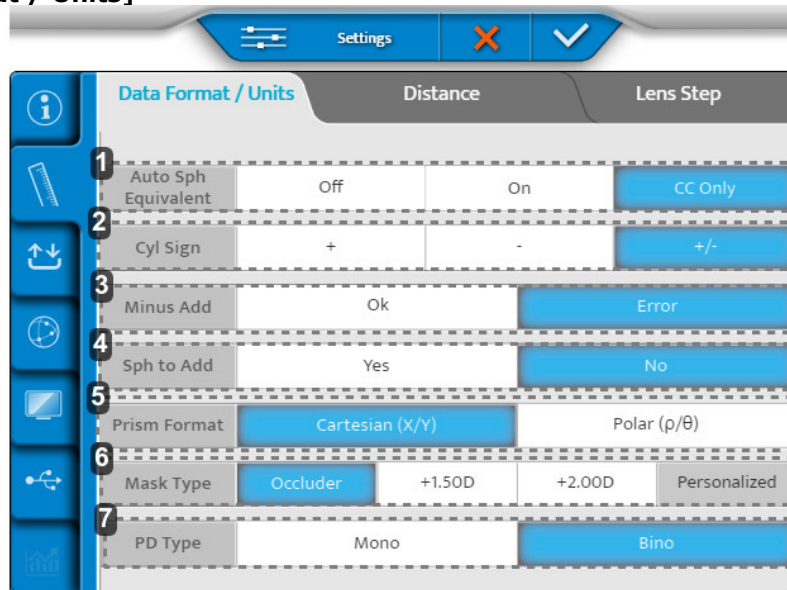 Settings
Data Format / Units Distance Lens Step
1
Auto Sph Equivalent Off On CC Only
2
Cyl Sign + - +/-
3
Minus Add Ok Error
4
Sph to Add Yes No
5
Prism Format Cartesian (X/Y) Polar (ρ/θ)
6
Mask Type Occluder +1.50D +2.00D Personalized
7
PD Type Mono Bino